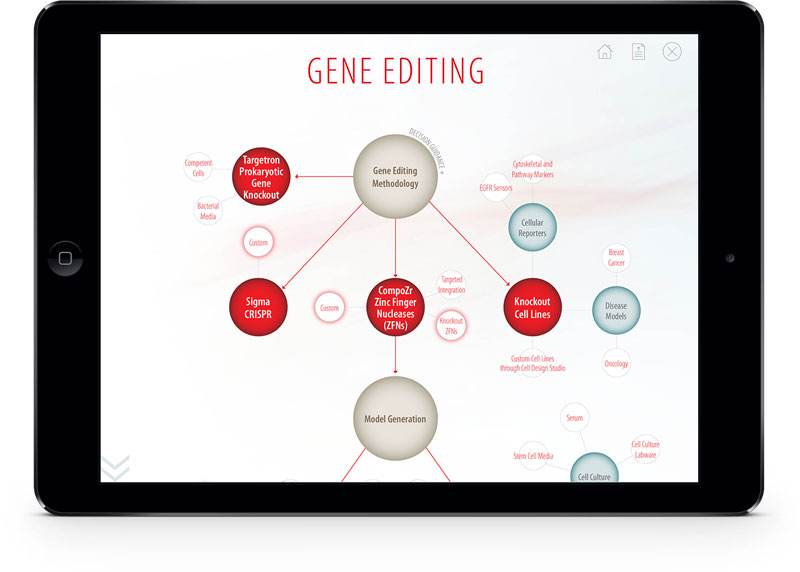 GENE EDITING
DECISION GUIDANCE +
Gene Editing
Methodology
Targetron
Prokaryotic
Gene
Knockout
Competent
Cells
Bacterial
Media
Custom
Sigma
CRISPR
Custom
CompoZr
Zinc Finger
Nucleases
(ZFNs)
Targeted
Integration
Knockout
ZFNs
Cytoskeletal and
Pathway Markers
EGFR Sensors
Cellular
Reporters
Knockout
Cell Lines
Custom Cell Lines
through Cell Design Studio
Breast
Cancer
Disease
Models
Oncology
Model Generation
Serum
Stem Cell Media
Cell Culture
Labware
Cell Culture